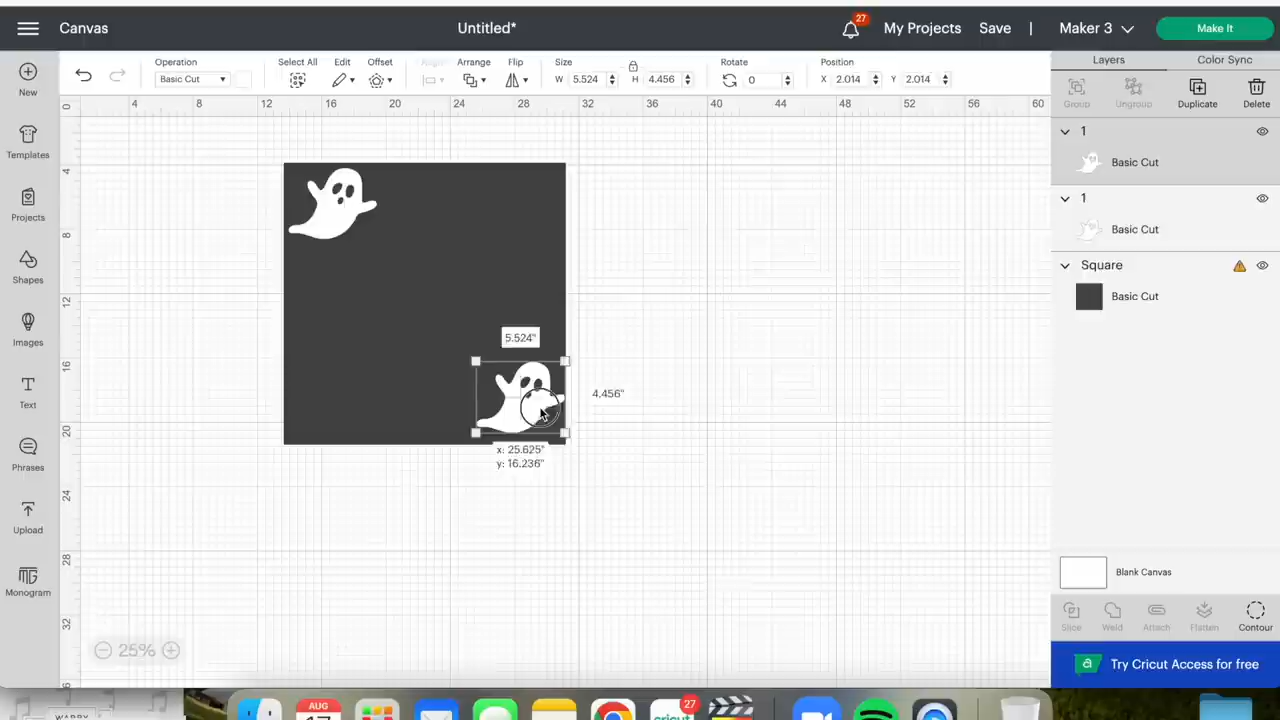 Canvas
Untitled*
27
My Projects
Save
|
Maker 3
Make It
New
Templates
Projects
Shapes
Images
Text
Phrases
Upload
Monogram
Operation
Basic Cut
Select All
Edit
Offset
Arrange
Flip
Size
W 5.524
H 4.456
Rotate
0
Position
X 2.014
Y 2.014
0 4 8 12 16 20 24 28 32 36 40 44 48 52 56 60
4
8
12
16
20
24
28
32
5.524"
4.456"
x: 25.625"
y: 16.236"
25%
Layers
Color Sync
Group
Ungroup
Duplicate
Delete
1
Basic Cut
1
Basic Cut
Square
Basic Cut
Blank Canvas
Slice
Weld
Attach
Flatten
Contour
a
Try Cricut Access for free
AUG
cricut
27